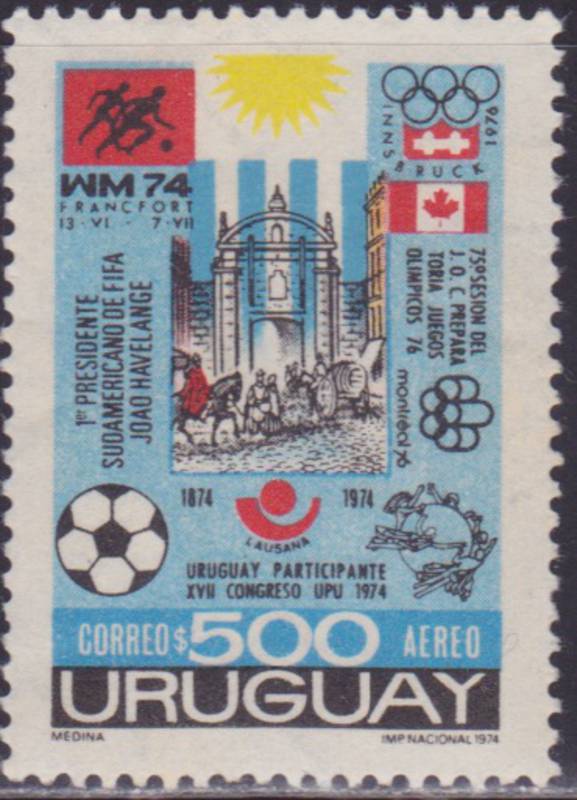 WM 74
FRANCFORT
13 · VI. - 7 · VII
INNSBRUCK 1976
1er PRESIDENTE
SUDAMERICANO DE FIFA
JOAO HAVELANGE
75º SESION DEL
J. O. C. PREPARA
TORIA JUEGOS
OLIMPICOS 76
montréal 76
1874 1974
LAUSANA
URUGUAY PARTICIPANTE
XVII CONGRESO UPU 1974
CORREO $ 500 AEREO
URUGUAY
MEDINA IMP. NACIONAL 1974